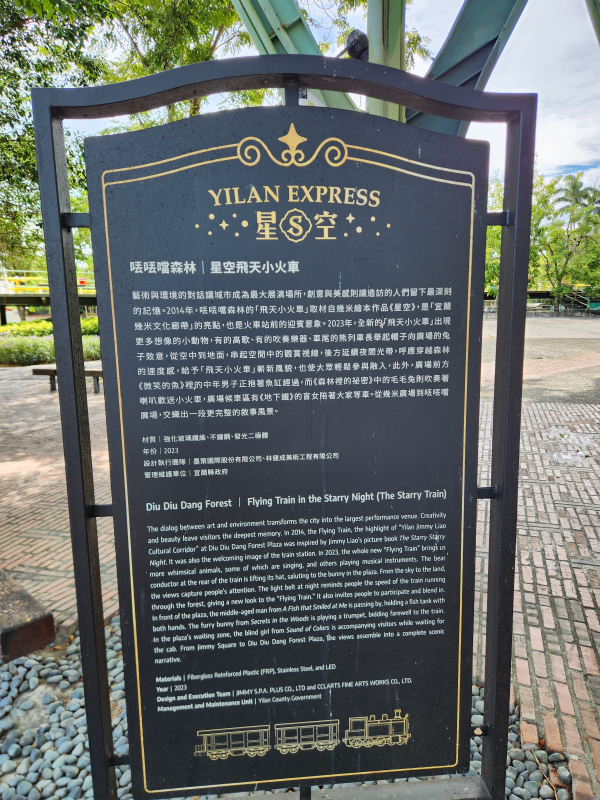 YILAN EXPRESS
星S空
唛唛噹森林｜星空飛天小火車
藝術與環境的對話讓城市成為最大展演場所，創意與美感則讓造訪的人們留下最深刻
的記憶。2014年，唛唛噹森林的「飛天小火車」取材自幾米繪本作品《星空》，是「宜蘭
幾米文化廊帶」的亮點，也是火車站前的迎賓意象。2023年，全新的「飛天小火車」出現
更多想像的小動物，有的高歌、有的吹奏樂器、車尾的熊列車長舉起帽子向廣場的兔
子致意，從空中到地面，串起空間中的觀賞視線，後方延續夜間光帶，呼應穿越森林
的速度感，給予「飛天小火車」嶄新風貌，也使大眾輕鬆參與融入，此外，廣場前方
《微笑的魚》裡的中年男子正抱著魚缸經過，而《森林裡的祕密》中的毛毛兔則吹奏著
喇叭歡送小火車，廣場候車區有《地下鐵》的盲女陪著大家等車。從幾米廣場到唛唛噹
廣場，交織出一段更完整的敘事風景。
材質｜強化玻璃纖維、不鏽鋼、發光二極體
年份｜2023
設計執行團隊｜墨策國際股份有限公司、林健成美術工程有限公司
管理維護單位｜宜蘭縣政府
Diu Diu Dang Forest | Flying Train in the Starry Night (The Starry Train)
The dialog between art and environment transforms the city into the largest performance venue. Creativity
and beauty leave visitors the deepest memory. In 2014, the Flying Train, the highlight of "Yilan Jimmy Liao
Cultural Corridor" at Diu Diu Dang Forest Plaza was inspired by Jimmy Liao's picture book The Starry Starry
Night. It was also the welcoming image of the train station. In 2023, the whole new "Flying Train" brings us
more whimsical animals, some of which are singing, and others playing musical instruments. The bear
conductor at the rear of the train is lifting its hat, saluting to the bunny in the plaza. From the sky to the land,
the views capture people's attention. The light belt at night reminds people the speed of the train running
through the forest, giving a new look to the "Flying Train." It also invites people to participate and blend in.
In front of the plaza, the middle-aged man from A Fish that Smiled at Me is passing by, holding a fish tank with
both hands. The furry bunny from Secrets in the Woods is playing a trumpet, bidding farewell to the train.
In the plaza's waiting zone, the blind girl from Sound of Colors is accompanying visitors while waiting for
the cab. From Jimmy Square to Diu Diu Dang Forest Plaza, the views assemble into a complete scenic
narrative.
Materials | Fiberglass Reinforced Plastic (FRP), Stainless Steel, and LED
Year | 2023
Design and Execution Team | JIMMY S.P.A. PLUS CO., LTD and CCLARTS FINE ARTS WORKS CO., LTD.
Management and Maintenance Unit | Yilan County Government